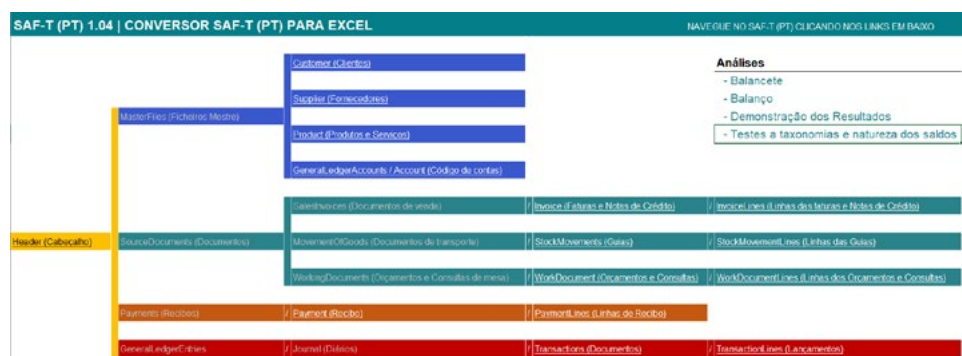 SAF-T (PT) 1.04 | CONVERSOR SAF-T (PT) PARA EXCEL
NAVEGUE NO SAF-T (PT) CLICANDO NOS LINKS EM BAIXO
Customer (Clientes)
Análises
- Balancete
Supplier (Fornecedores)
- Balanço
MasterFiles (Ficheiros Mestre)
- Demonstração dos Resultados
Product (Produtos e Serviços)
- Testes a taxonomias e natureza dos saldos
GeneralLedgerAccounts / Account (Código de contas)
SalesInvoices (Documentos de venda)
/ Invoice (Faturas e Notas de Crédito)
/ InvoiceLines (Linhas das faturas e Notas de Crédito)
Header (Cabeçalho)
SourceDocuments (Documentos)
MovementOfGoods (Documentos de transporte)
/ StockMovements (Guias)
/ StockMovementLines (Linhas das Guias)
WorkingDocuments (Orçamentos e Consultas de mesa)
/ WorkDocument (Orçamentos e Consultas)
/ WorkDocumentLines (Linhas dos Orçamentos e Consultas)
Payments (Recibos)
/ Payment (Recibo)
/ PaymentLines (Linhas de Recibo)
GeneralLedgerEntries
/ Journal (Diários)
/ Transactions (Documentos)
/ TransactionLines (Lançamentos)